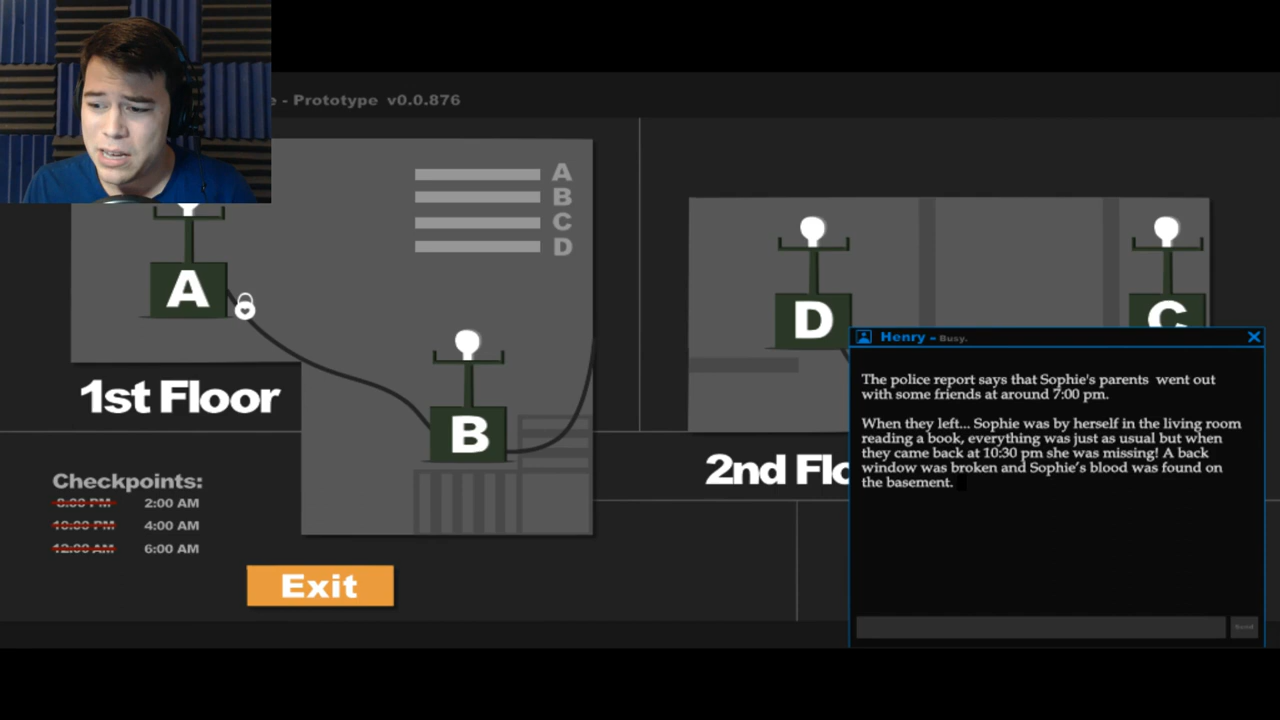 e - Prototype v0.0.876
A
B
C
D
A
B
1st Floor
D
C
2nd Flo
Checkpoints:
8:00 PM 2:00 AM
10:00 PM 4:00 AM
12:00 AM 6:00 AM
Exit
Henry - Busy.
The police report says that Sophie's parents went out
with some friends at around 7:00 pm.
When they left... Sophie was by herself in the living room
reading a book, everything was just as usual but when
they came back at 10:30 pm she was missing! A back
window was broken and Sophie's blood was found on
the basement.
Send